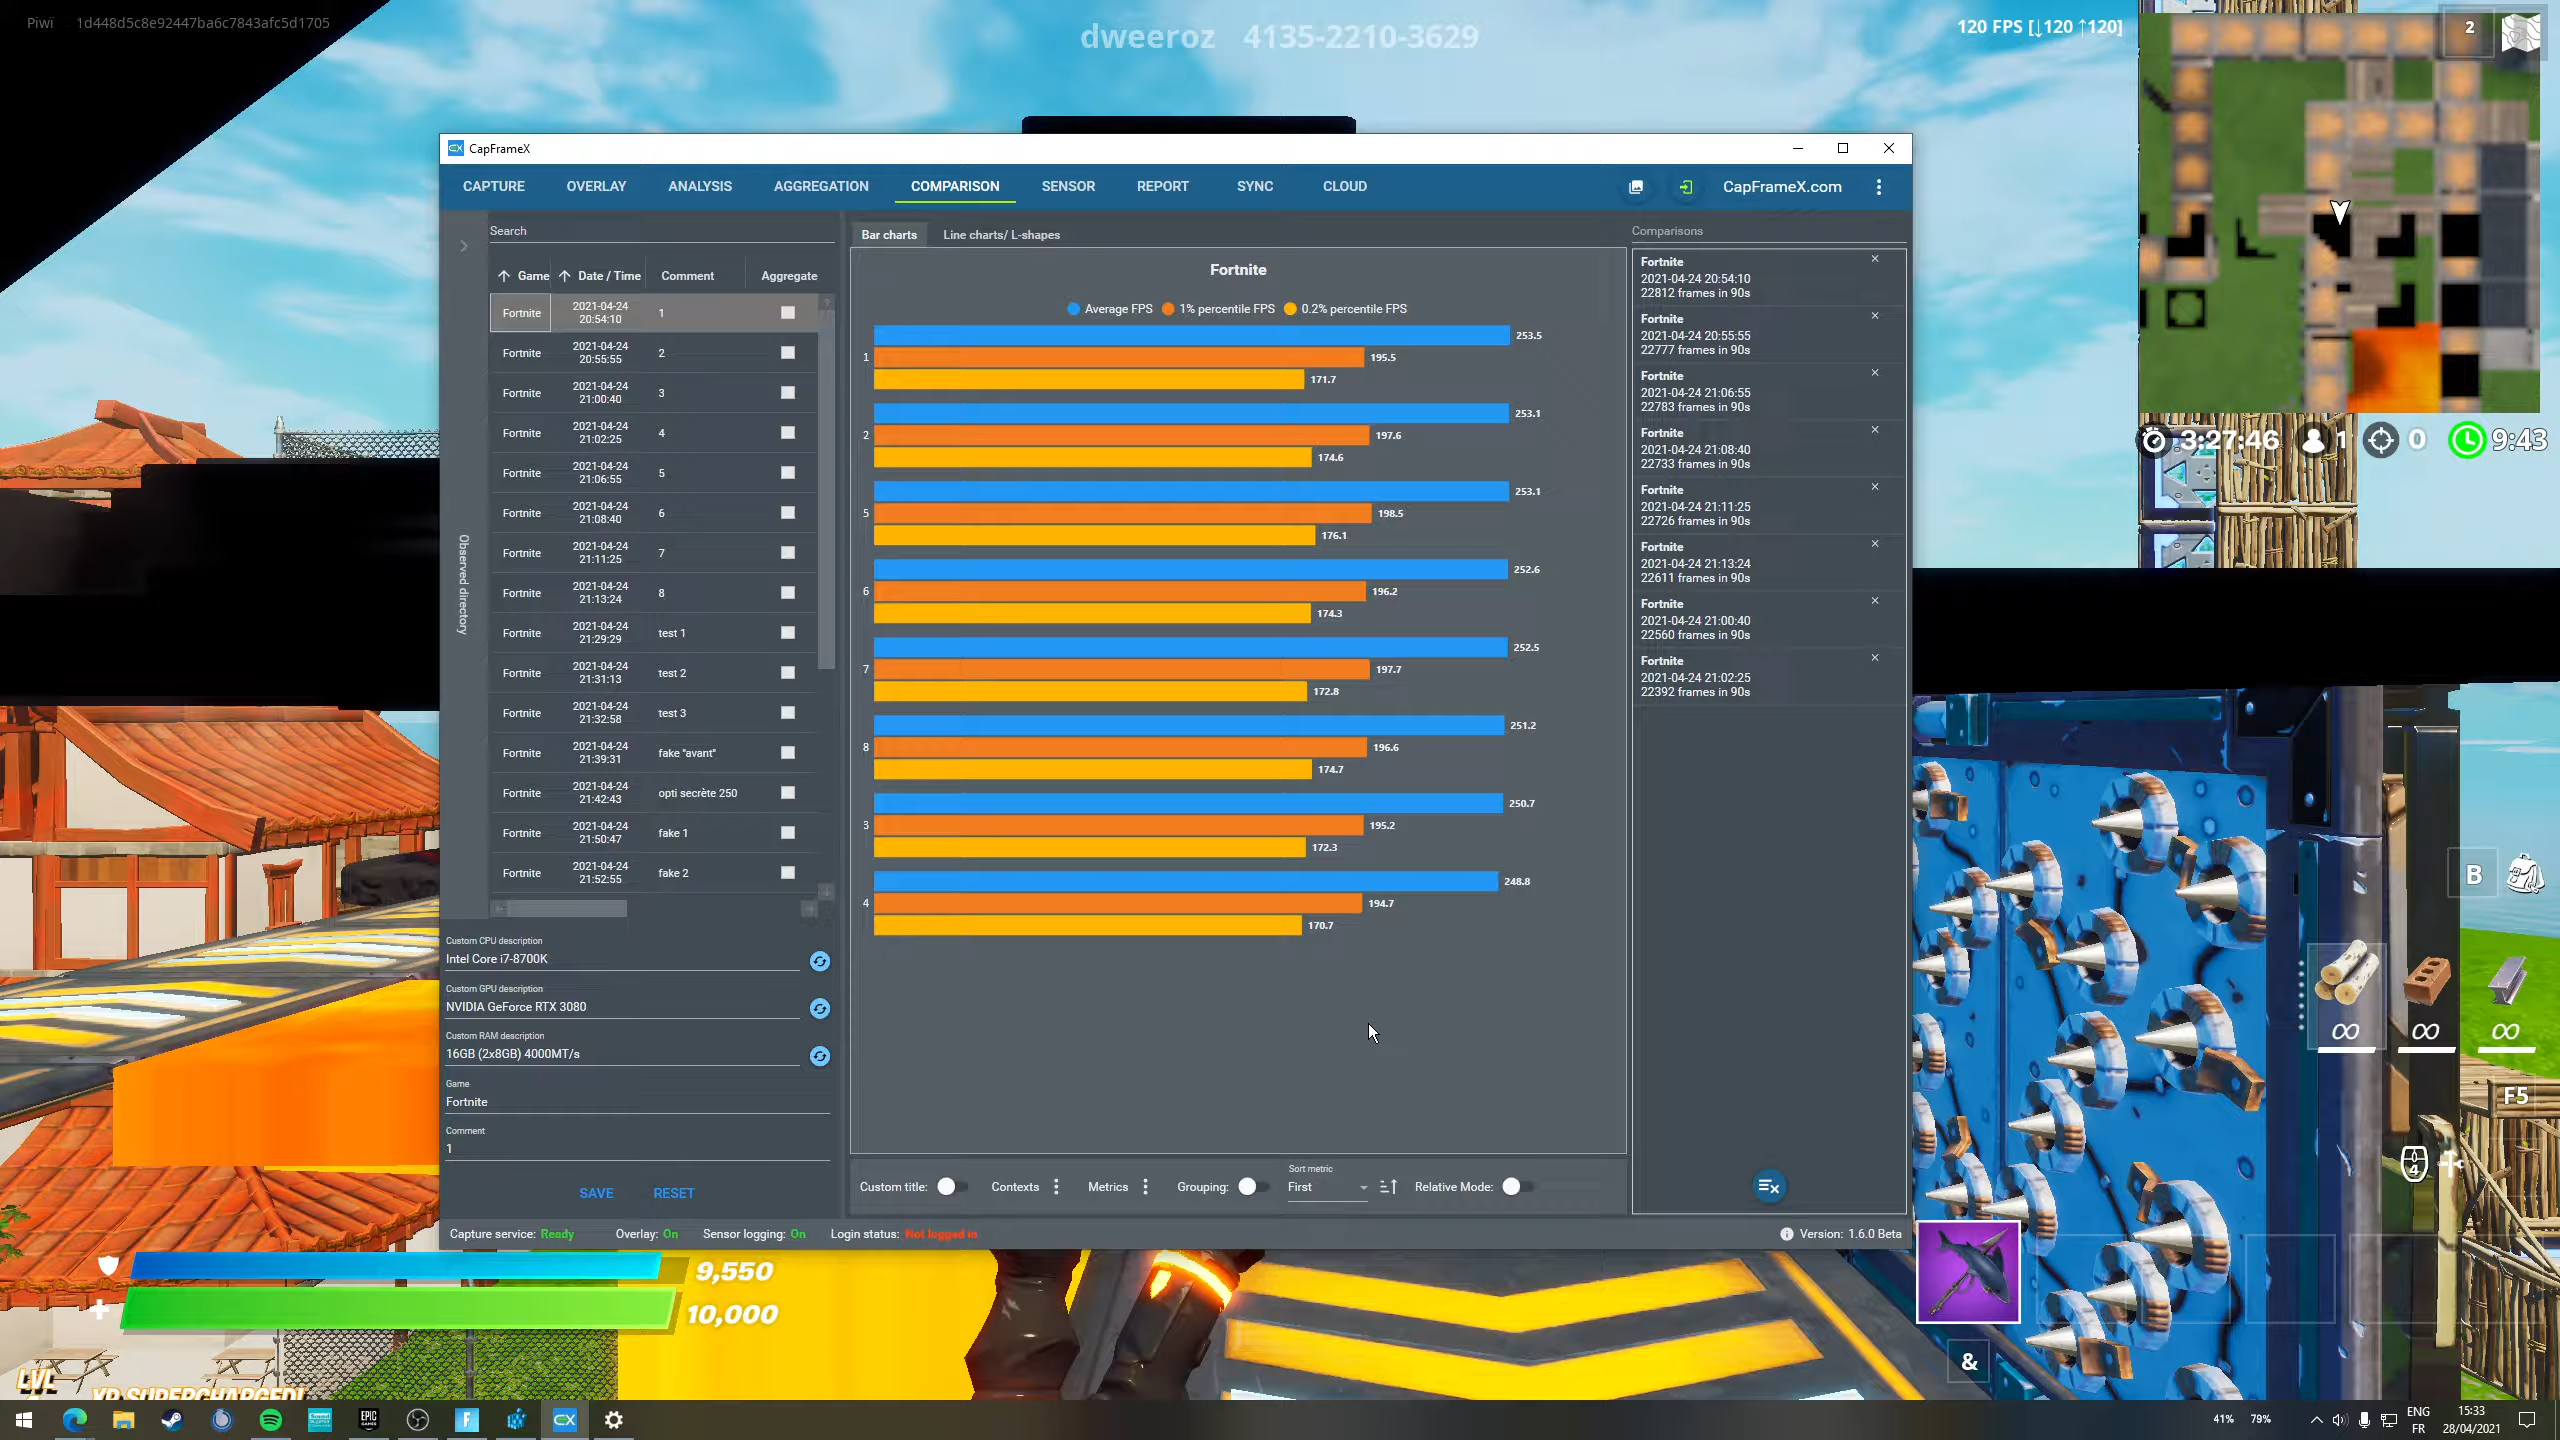 Piwi 1d448d5c8e92447ba6c7843afc5d1705
dweeroz 4135-2210-3629
120 FPS [↓120 ↑120]
2
CapFrameX
CAPTURE OVERLAY ANALYSIS AGGREGATION COMPARISON SENSOR REPORT SYNC CLOUD CapFrameX.com
Search
Game Date / Time Comment Aggregate
Fortnite 2021-04-24 20:54:10 1
Fortnite 2021-04-24 20:55:55 2
Fortnite 2021-04-24 21:00:40 3
Fortnite 2021-04-24 21:02:25 4
Fortnite 2021-04-24 21:06:55 5
Fortnite 2021-04-24 21:08:40 6
Fortnite 2021-04-24 21:11:25 7
Fortnite 2021-04-24 21:13:24 8
Fortnite 2021-04-24 21:29:29 test 1
Fortnite 2021-04-24 21:31:13 test 2
Fortnite 2021-04-24 21:32:58 test 3
Fortnite 2021-04-24 21:39:31 fake "avant"
Fortnite 2021-04-24 21:42:43 opti secrète 250
Fortnite 2021-04-24 21:50:47 fake 1
Fortnite 2021-04-24 21:52:55 fake 2
Observed directory
Custom CPU description
Intel Core i7-8700K
Custom GPU description
NVIDIA GeForce RTX 3080
Custom RAM description
16GB (2x8GB) 4000MT/s
Game
Fortnite
Comment
1
SAVE RESET
Bar charts Line charts/ L-shapes
Fortnite
Average FPS 1% percentile FPS 0.2% percentile FPS
1
253.5
195.5
171.7
2
253.1
197.6
174.6
5
253.1
198.5
176.1
6
252.6
196.2
174.3
7
252.5
197.7
172.8
8
251.2
196.6
174.7
3
250.7
195.2
172.3
4
248.8
194.7
170.7
Custom title: Contexts Metrics Grouping: Sort metric First Relative Mode:
Comparisons
Fortnite
2021-04-24 20:54:10
22812 frames in 90s
Fortnite
2021-04-24 20:55:55
22777 frames in 90s
Fortnite
2021-04-24 21:06:55
22783 frames in 90s
Fortnite
2021-04-24 21:08:40
22733 frames in 90s
Fortnite
2021-04-24 21:11:25
22726 frames in 90s
Fortnite
2021-04-24 21:13:24
22611 frames in 90s
Fortnite
2021-04-24 21:00:40
22560 frames in 90s
Fortnite
2021-04-24 21:02:25
22392 frames in 90s
Capture service: Ready Overlay: On Sensor logging: On Login status: Not logged in Version: 1.6.0 Beta
3:27:46 1 0 9:43
B
∞ ∞ ∞
F5
4
&
9,550
10,000
LVL
XP SUPERCHARGED!
EPIC GAMES
CX
41% 79%
ENG
FR
15:33
28/04/2021